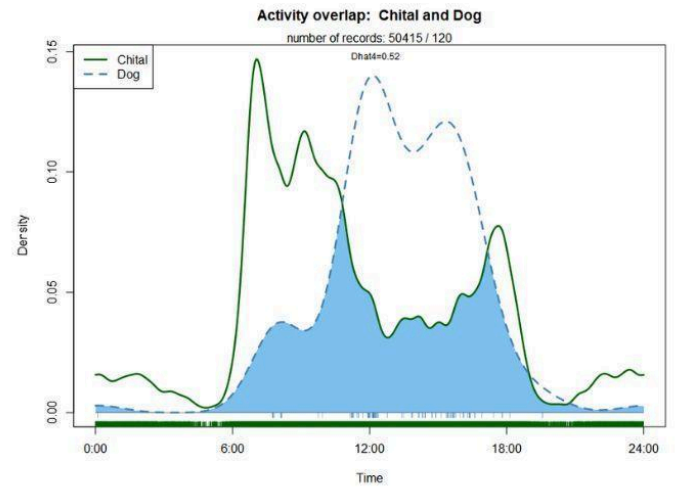 Activity overlap: Chital and Dog
number of records: 50415 / 120
Dhat4=0.52
Chital
Dog
Density
0.15
0.10
0.05
0.00
0:00 6:00 12:00 18:00 24:00
Time